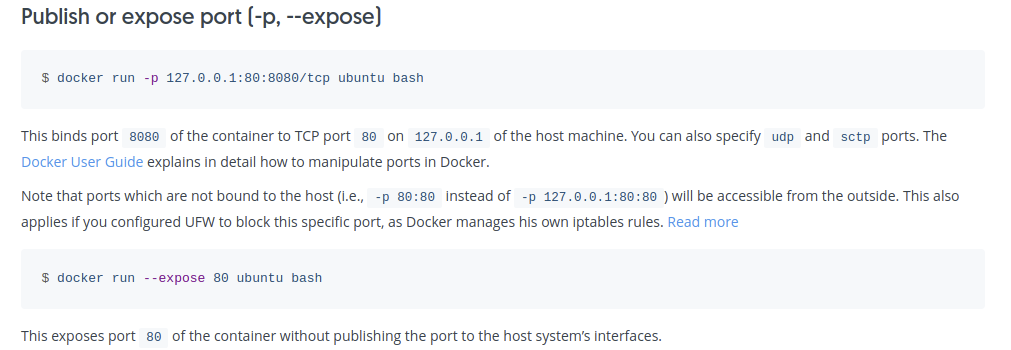 Publish or expose port (-p, --expose)
$ docker run -p 127.0.0.1:80:8080/tcp ubuntu bash
This binds port 8080 of the container to TCP port 80 on 127.0.0.1 of the host machine. You can also specify udp and sctp ports. The
Docker User Guide explains in detail how to manipulate ports in Docker.
Note that ports which are not bound to the host (i.e., -p 80:80 instead of -p 127.0.0.1:80:80 ) will be accessible from the outside. This also
applies if you configured UFW to block this specific port, as Docker manages his own iptables rules. Read more
$ docker run --expose 80 ubuntu bash
This exposes port 80 of the container without publishing the port to the host system’s interfaces.